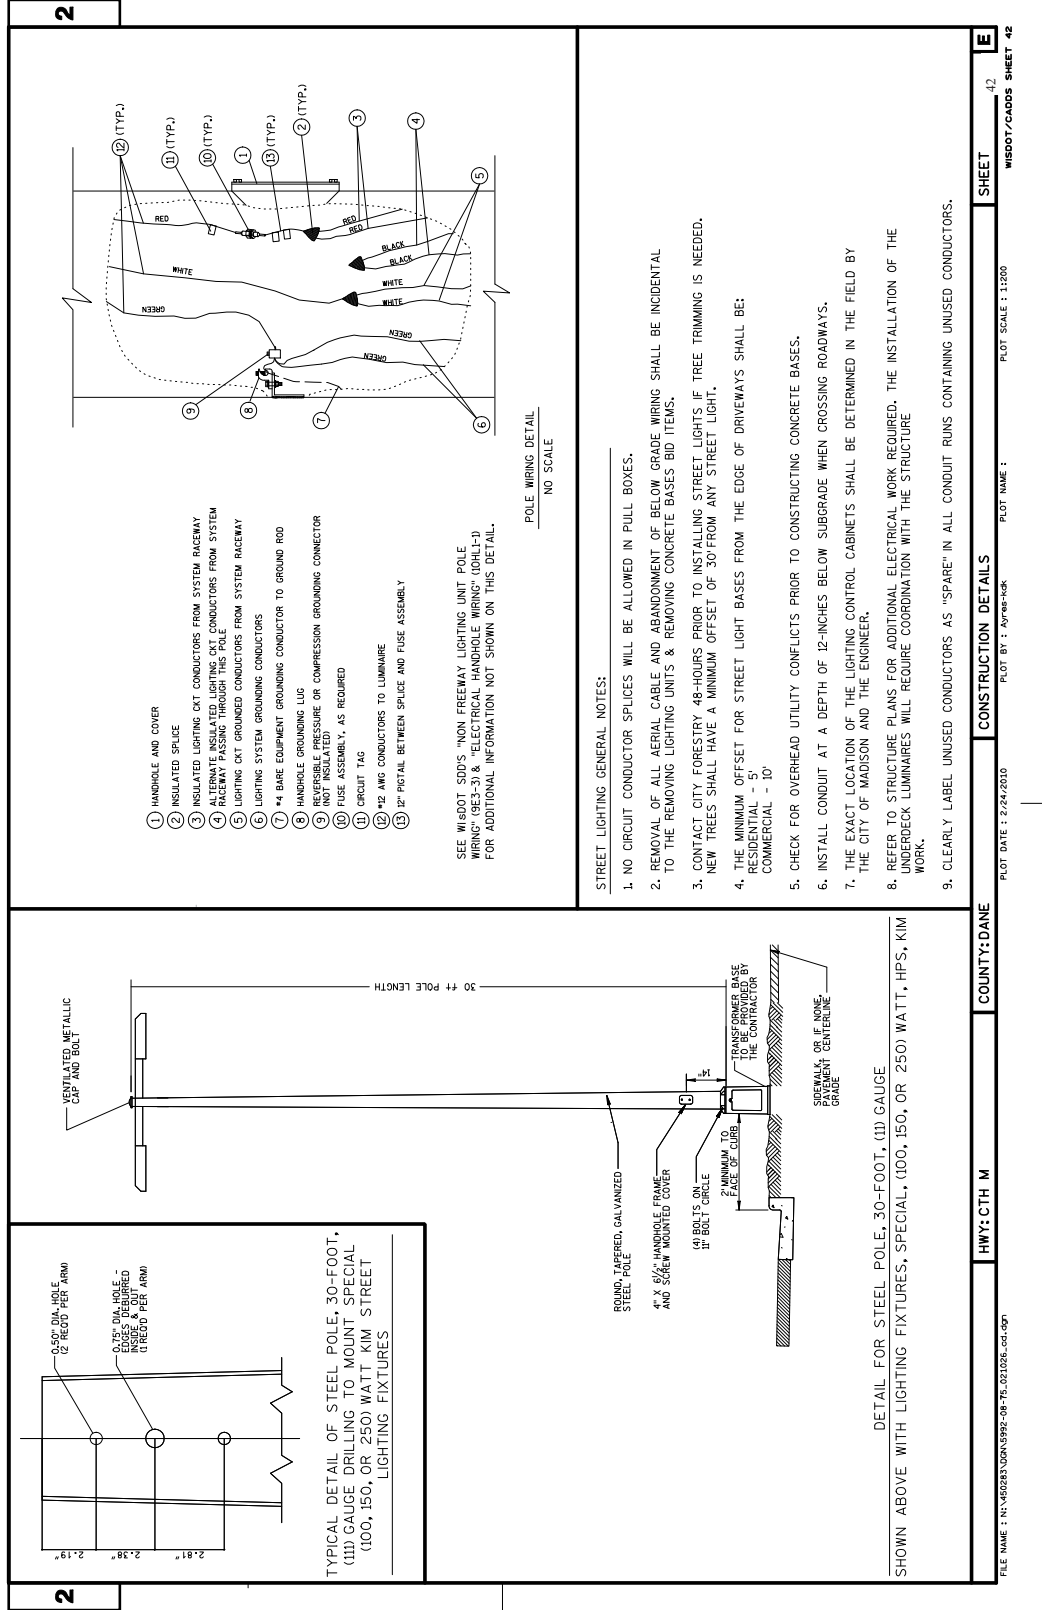 2
2
0.50" DIA. HOLE
(2 REQ'D PER ARM)
0.75" DIA. HOLE -
EDGES DEBURRED
INSIDE & OUT
(1 REQ'D PER ARM)
2.19"
2.38"
2.81"
TYPICAL DETAIL OF STEEL POLE, 30-FOOT,
(111) GAUGE DRILLING TO MOUNT SPECIAL
(100, 150, OR 250) WATT KIM STREET
LIGHTING FIXTURES
VENTILATED METALLIC
CAP AND BOLT
30 ft POLE LENGTH
ROUND, TAPERED, GALVANIZED
STEEL POLE
4" X 6½" HANDHOLE FRAME
AND SCREW MOUNTED COVER
14"
(4) BOLTS ON
11" BOLT CIRCLE
2' MINIMUM TO
FACE OF CURB
TRANSFORMER BASE
TO BE PROVIDED BY
THE CONTRACTOR
SIDEWALK, OR IF NONE,
PAVEMENT CENTERLINE
GRADE
DETAIL FOR STEEL POLE, 30-FOOT, (11) GAUGE
SHOWN ABOVE WITH LIGHTING FIXTURES, SPECIAL, (100, 150, OR 250) WATT, HPS, KIM
1 HANDHOLE AND COVER
2 INSULATED SPLICE
3 INSULATED LIGHTING CKT CONDUCTORS FROM SYSTEM RACEWAY
4 ALTERNATE INSULATED LIGHTING CKT CONDUCTORS FROM SYSTEM
RACEWAY PASSING THROUGH THIS POLE
5 LIGHTING CKT GROUNDED CONDUCTORS FROM SYSTEM RACEWAY
6 LIGHTING SYSTEM GROUNDING CONDUCTORS
7 #4 BARE EQUIPMENT GROUNDING CONDUCTOR TO GROUND ROD
8 HANDHOLE GROUNDING LUG
9 REVERSIBLE PRESSURE OR COMPRESSION GROUNDING CONNECTOR
(NOT INSULATED)
10 FUSE ASSEMBLY, AS REQUIRED
11 CIRCUIT TAG
12 #12 AWG CONDUCTORS TO LUMINAIRE
13 12" PIGTAIL BETWEEN SPLICE AND FUSE ASSEMBLY
SEE WisDOT SDD'S "NON FREEWAY LIGHTING UNIT POLE
WIRING" (9E3-3) & "ELECTRICAL HANDHOLE WIRING" (10HL1-1)
FOR ADDITIONAL INFORMATION NOT SHOWN ON THIS DETAIL.
12 (TYP.)
11 (TYP.)
10 (TYP.)
1
13 (TYP.)
2 (TYP.)
3
4
5
6
7
8
9
RED
WHITE
GREEN
RED
RED
BLACK
BLACK
WHITE
WHITE
GREEN
GREEN
POLE WIRING DETAIL
NO SCALE
STREET LIGHTING GENERAL NOTES:
1. NO CIRCUIT CONDUCTOR SPLICES WILL BE ALLOWED IN PULL BOXES.
2. REMOVAL OF ALL AERIAL CABLE AND ABANDONMENT OF BELOW GRADE WIRING SHALL BE INCIDENTAL
TO THE REMOVING LIGHTING UNITS & REMOVING CONCRETE BASES BID ITEMS.
3. CONTACT CITY FORESTRY 48-HOURS PRIOR TO INSTALLING STREET LIGHTS IF TREE TRIMMING IS NEEDED.
NEW TREES SHALL HAVE A MINIMUM OFFSET OF 30' FROM ANY STREET LIGHT.
4. THE MINIMUM OFFSET FOR STREET LIGHT BASES FROM THE EDGE OF DRIVEWAYS SHALL BE:
RESIDENTIAL - 5'
COMMERCIAL - 10'
5. CHECK FOR OVERHEAD UTILITY CONFLICTS PRIOR TO CONSTRUCTING CONCRETE BASES.
6. INSTALL CONDUIT AT A DEPTH OF 12-INCHES BELOW SUBGRADE WHEN CROSSING ROADWAYS.
7. THE EXACT LOCATION OF THE LIGHTING CONTROL CABINETS SHALL BE DETERMINED IN THE FIELD BY
THE CITY OF MADISON AND THE ENGINEER.
8. REFER TO STRUCTURE PLANS FOR ADDITIONAL ELECTRICAL WORK REQUIRED. THE INSTALLATION OF THE
UNDERDECK LUMINAIRES WILL REQUIRE COORDINATION WITH THE STRUCTURE
WORK.
9. CLEARLY LABEL UNUSED CONDUCTORS AS "SPARE" IN ALL CONDUIT RUNS CONTAINING UNUSED CONDUCTORS.
HWY: CTH M
COUNTY: DANE
CONSTRUCTION DETAILS
SHEET
42
E
FILE NAME : N:\450283\DGN\5992-08-75_021026_cd.dgn
PLOT DATE : 2/24/2010
PLOT BY : Ayres-kdk
PLOT NAME :
PLOT SCALE : 1:200
WISDOT/CADDS SHEET 42